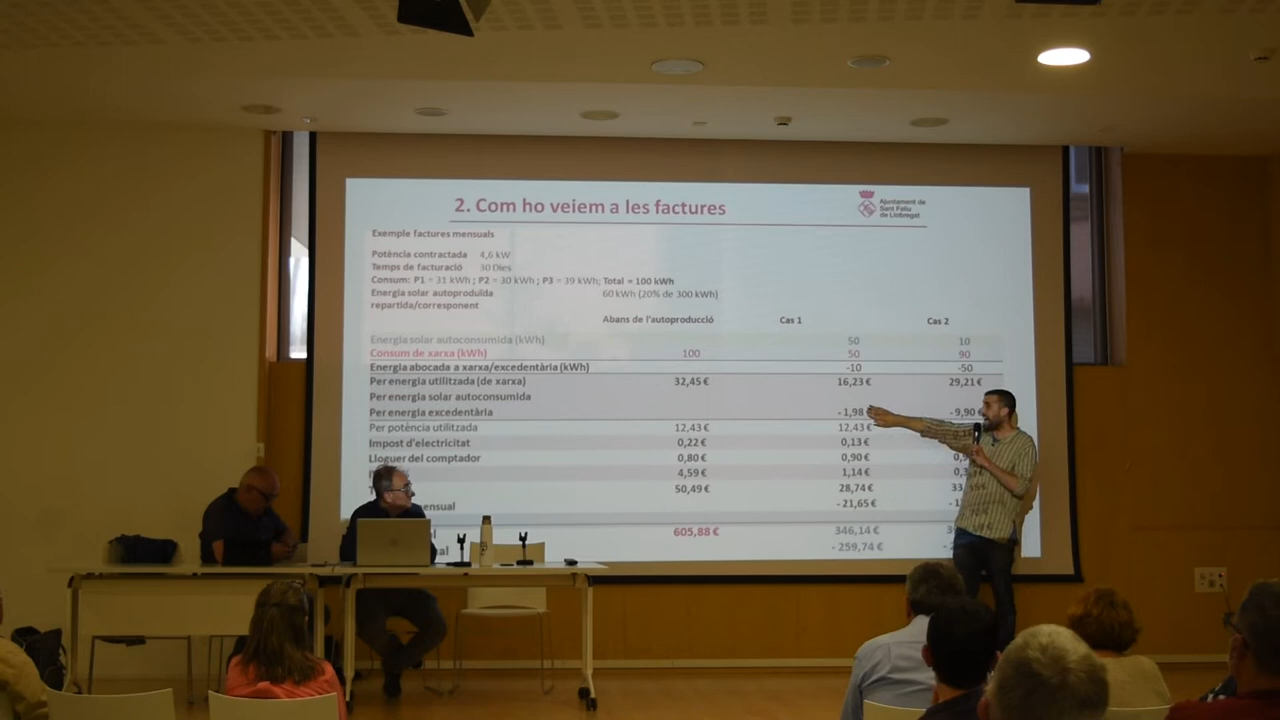 2. Com ho veiem a les factures
Ajuntament de
Sant Feliu
de Llobregat
Exemple factures mensuals
Potència contractada 4,6 kW
Temps de facturació 30 Dies
Consum: P1 = 31 kWh ; P2 = 30 kWh ; P3 = 39 kWh; Total = 100 kWh
Energia solar autoproduïda 60 kWh (20% de 300 kWh)
repartida/corresponent
Abans de l'autoproducció Cas 1 Cas 2
Energia solar autoconsumida (kWh) 50 10
Consum de xarxa (kWh) 100 50 90
Energia abocada a xarxa/excedentària (kWh) -10 -50
Per energia utilitzada (de xarxa) 32,45 € 16,23 € 29,21 €
Per energia solar autoconsumida
Per energia excedentària - 1,98 - 9,90 €
Per potència utilitzada 12,43 € 12,43 €
Impost d'electricitat 0,22 € 0,13 €
Lloguer del comptador 0,80 € 0,90 €
4,59 € 1,14 €
50,49 € 28,74 € 33
- 21,65 €
605,88 € 346,14 €
- 259,74 €